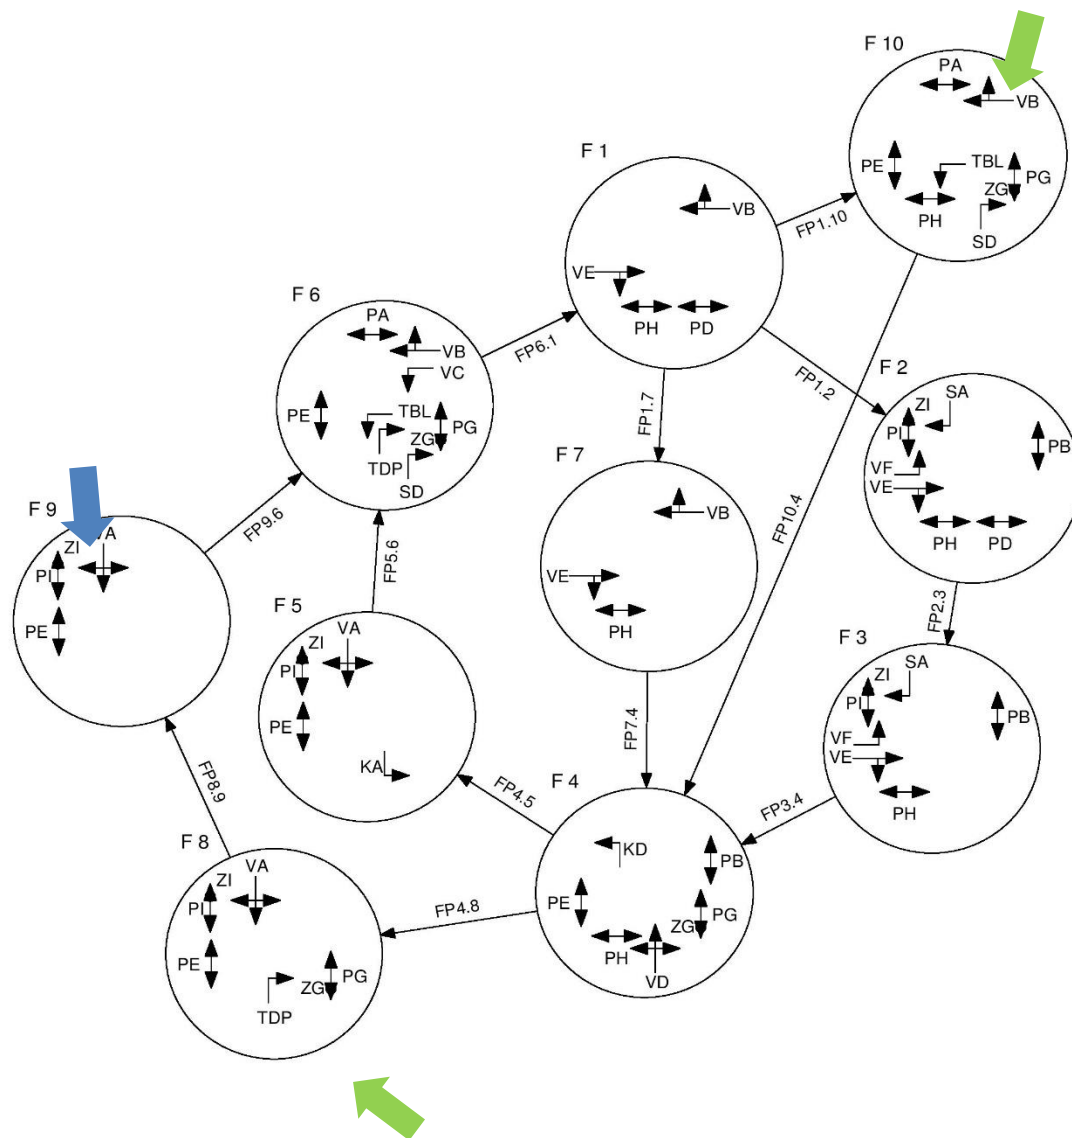 F 10
PA
VB
PE
TBL
PG
ZG
PH
SD
F 1
VB
VE
PH
PD
FP1.10
F 6
PA
VB
VC
PE
TBL
PG
ZG
TDP
SD
FP6.1
FP1.7
FP1.2
FP10.4
F 2
SA
ZI
PI
PB
VF
VE
PH
PD
F 7
VB
VE
PH
F 9
VA
ZI
PI
PE
FP9.6
FP5.6
F 5
VA
ZI
PI
PE
KA
FP2.3
F 3
SA
ZI
PI
PB
VF
VE
PH
FP7.4
FP8.9
FP4.5
FP3.4
F 4
KD
PB
PE
PG
ZG
PH
VD
F 8
VA
ZI
PI
PE
PG
ZG
TDP
FP4.8